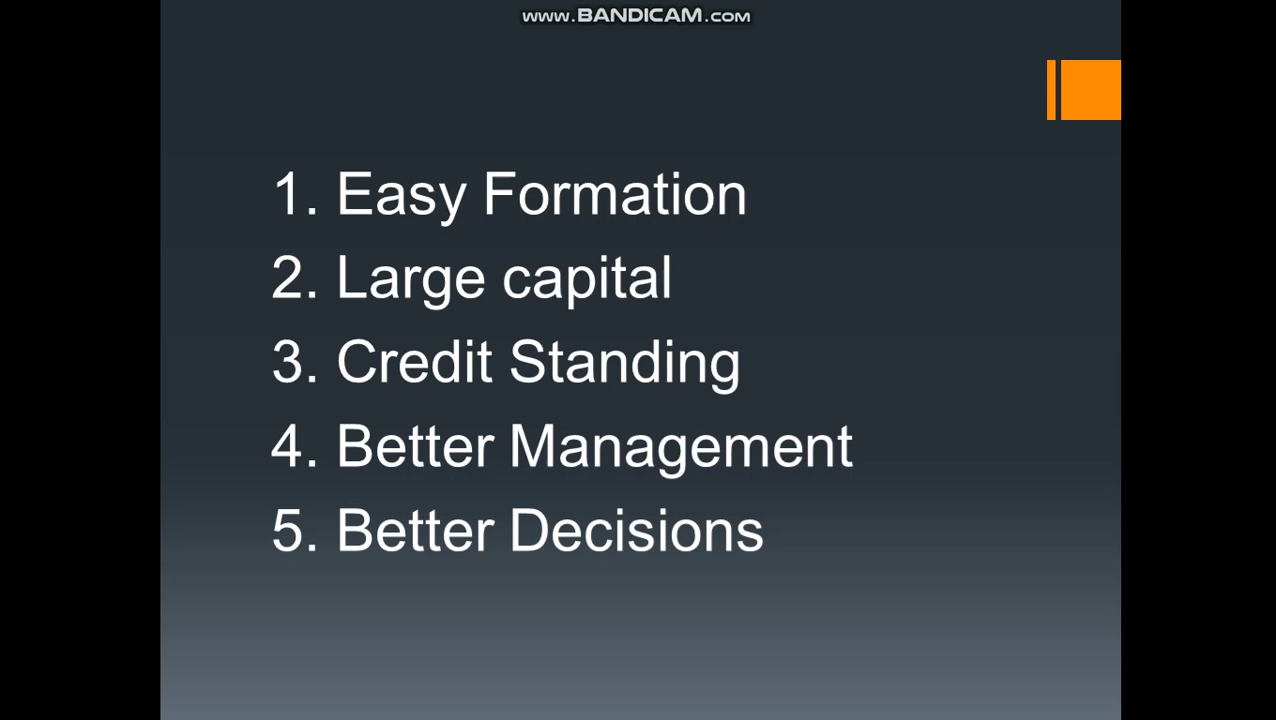 www.BANDICAM.com
1. Easy Formation
2. Large capital
3. Credit Standing
4. Better Management
5. Better Decisions